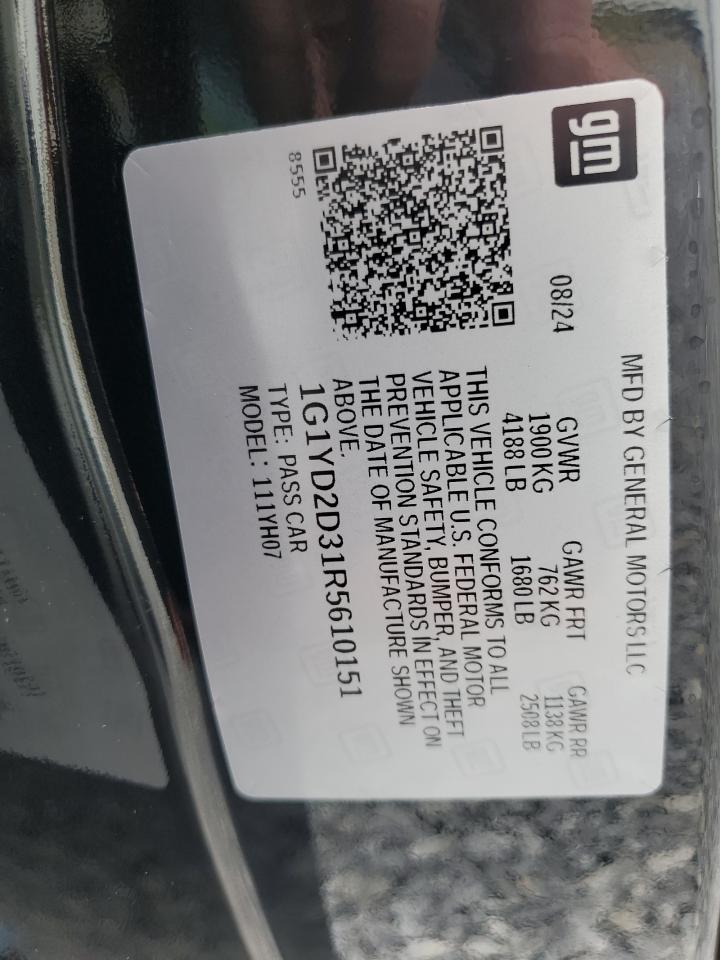 gm
MFD BY GENERAL MOTORS LLC
08/24
GVWR GAWR FRT GAWR RR
1900 KG 762 KG 1138 KG
4188 LB 1680 LB 2508 LB
THIS VEHICLE CONFORMS TO ALL
APPLICABLE U.S. FEDERAL MOTOR
VEHICLE SAFETY, BUMPER, AND THEFT
PREVENTION STANDARDS IN EFFECT ON
THE DATE OF MANUFACTURE SHOWN
ABOVE.
1G1YD2D31R5610151
TYPE: PASS CAR
MODEL: 111YH07
8555